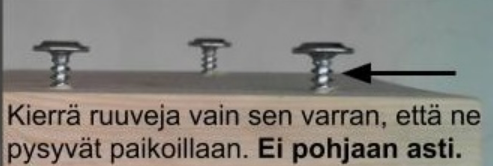 Kierrä ruuveja vain sen varran, että ne
pysyvät paikoillaan. Ei pohjaan asti.